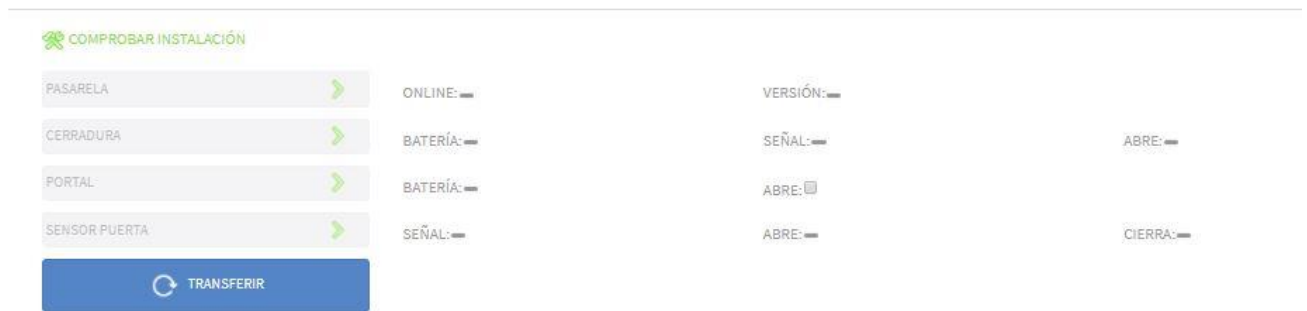 COMPROBAR INSTALACIÓN
PASARELA ONLINE: VERSIÓN:
CERRADURA BATERÍA: SEÑAL: ABRE:
PORTAL BATERÍA: ABRE:
SENSOR PUERTA SEÑAL: ABRE: CIERRA:
TRANSFERIR